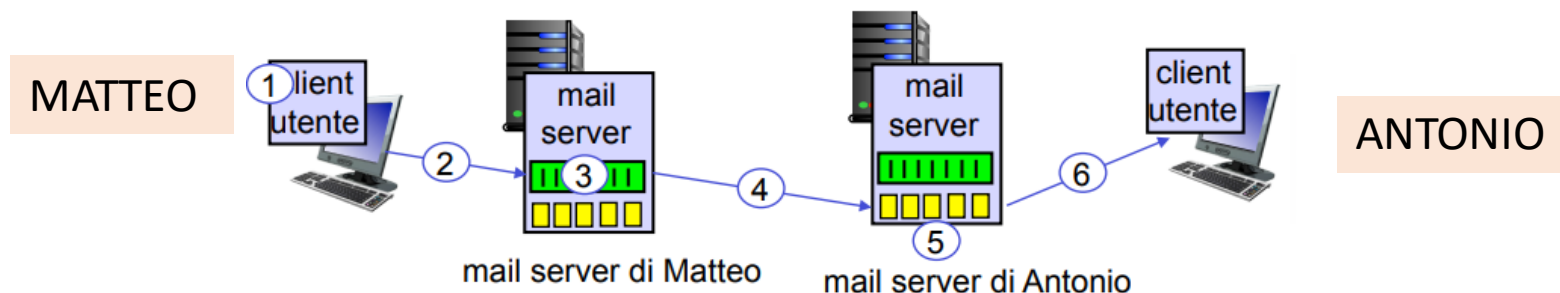 MATTEO
1
lient
utente
2
mail
server
3
mail server di Matteo
4
mail
server
5
mail server di Antonio
6
client
utente
ANTONIO